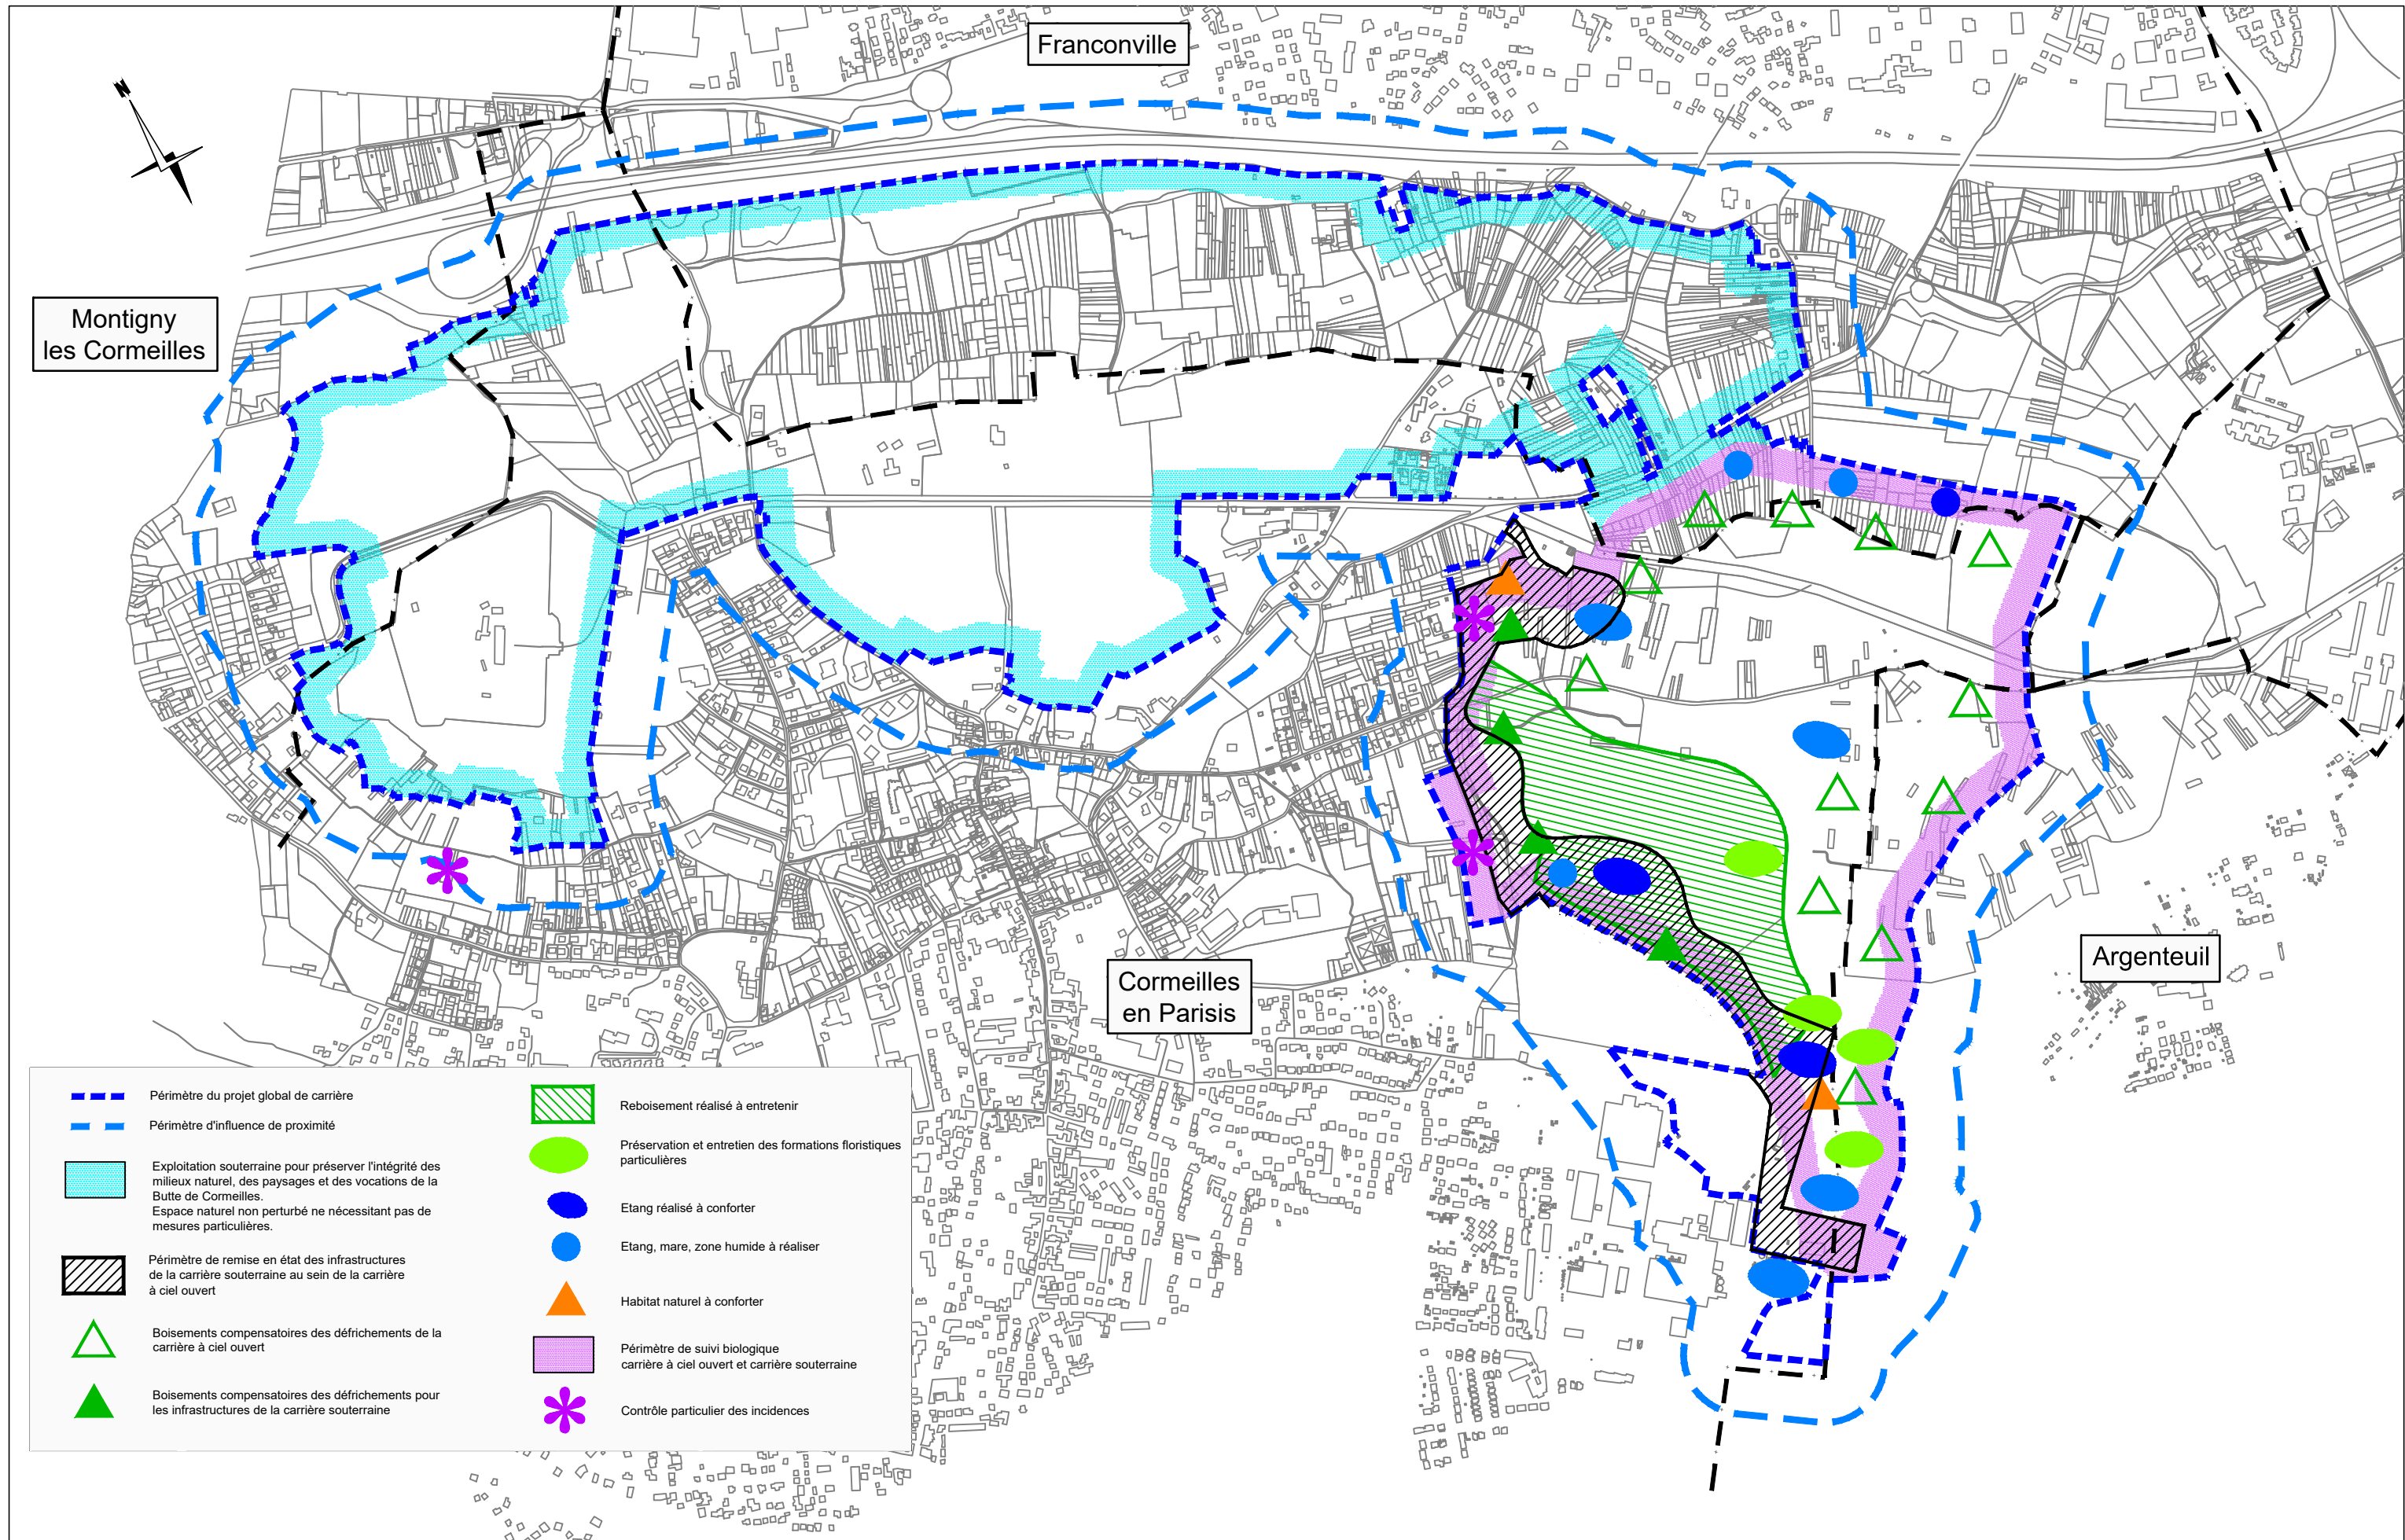 Franconville
N
Montigny
les Cormeilles
Cormeilles
en Parisis
Argenteuil
Périmètre du projet global de carrière
Périmètre d'influence de proximité
Exploitation souterraine pour préserver l'intégrité des
milieux naturel, des paysages et des vocations de la
Butte de Cormeilles.
Espace naturel non perturbé ne nécessitant pas de
mesures particulières.
Périmètre de remise en état des infrastructures
de la carrière souterraine au sein de la carrière
à ciel ouvert
Boisements compensatoires des défrichements de la
carrière à ciel ouvert
Boisements compensatoires des défrichements pour
les infrastructures de la carrière souterraine
Reboisement réalisé à entretenir
Préservation et entretien des formations floristiques
particulières
Etang réalisé à conforter
Etang, mare, zone humide à réaliser
Habitat naturel à conforter
Périmètre de suivi biologique
carrière à ciel ouvert et carrière souterraine
Contrôle particulier des incidences